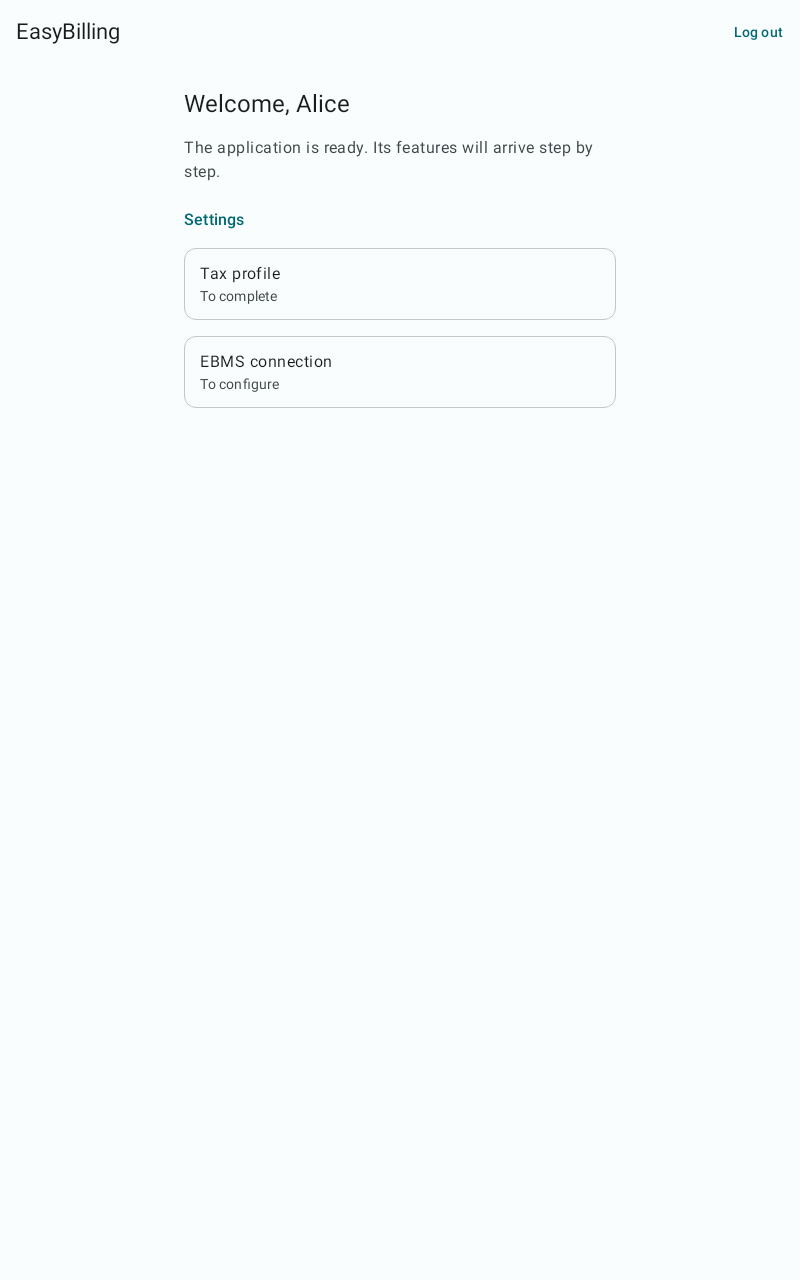 EasyBilling
Log out
Welcome, Alice
The application is ready. Its features will arrive step by
step.
Settings
Tax profile
To complete
EBMS connection
To configure